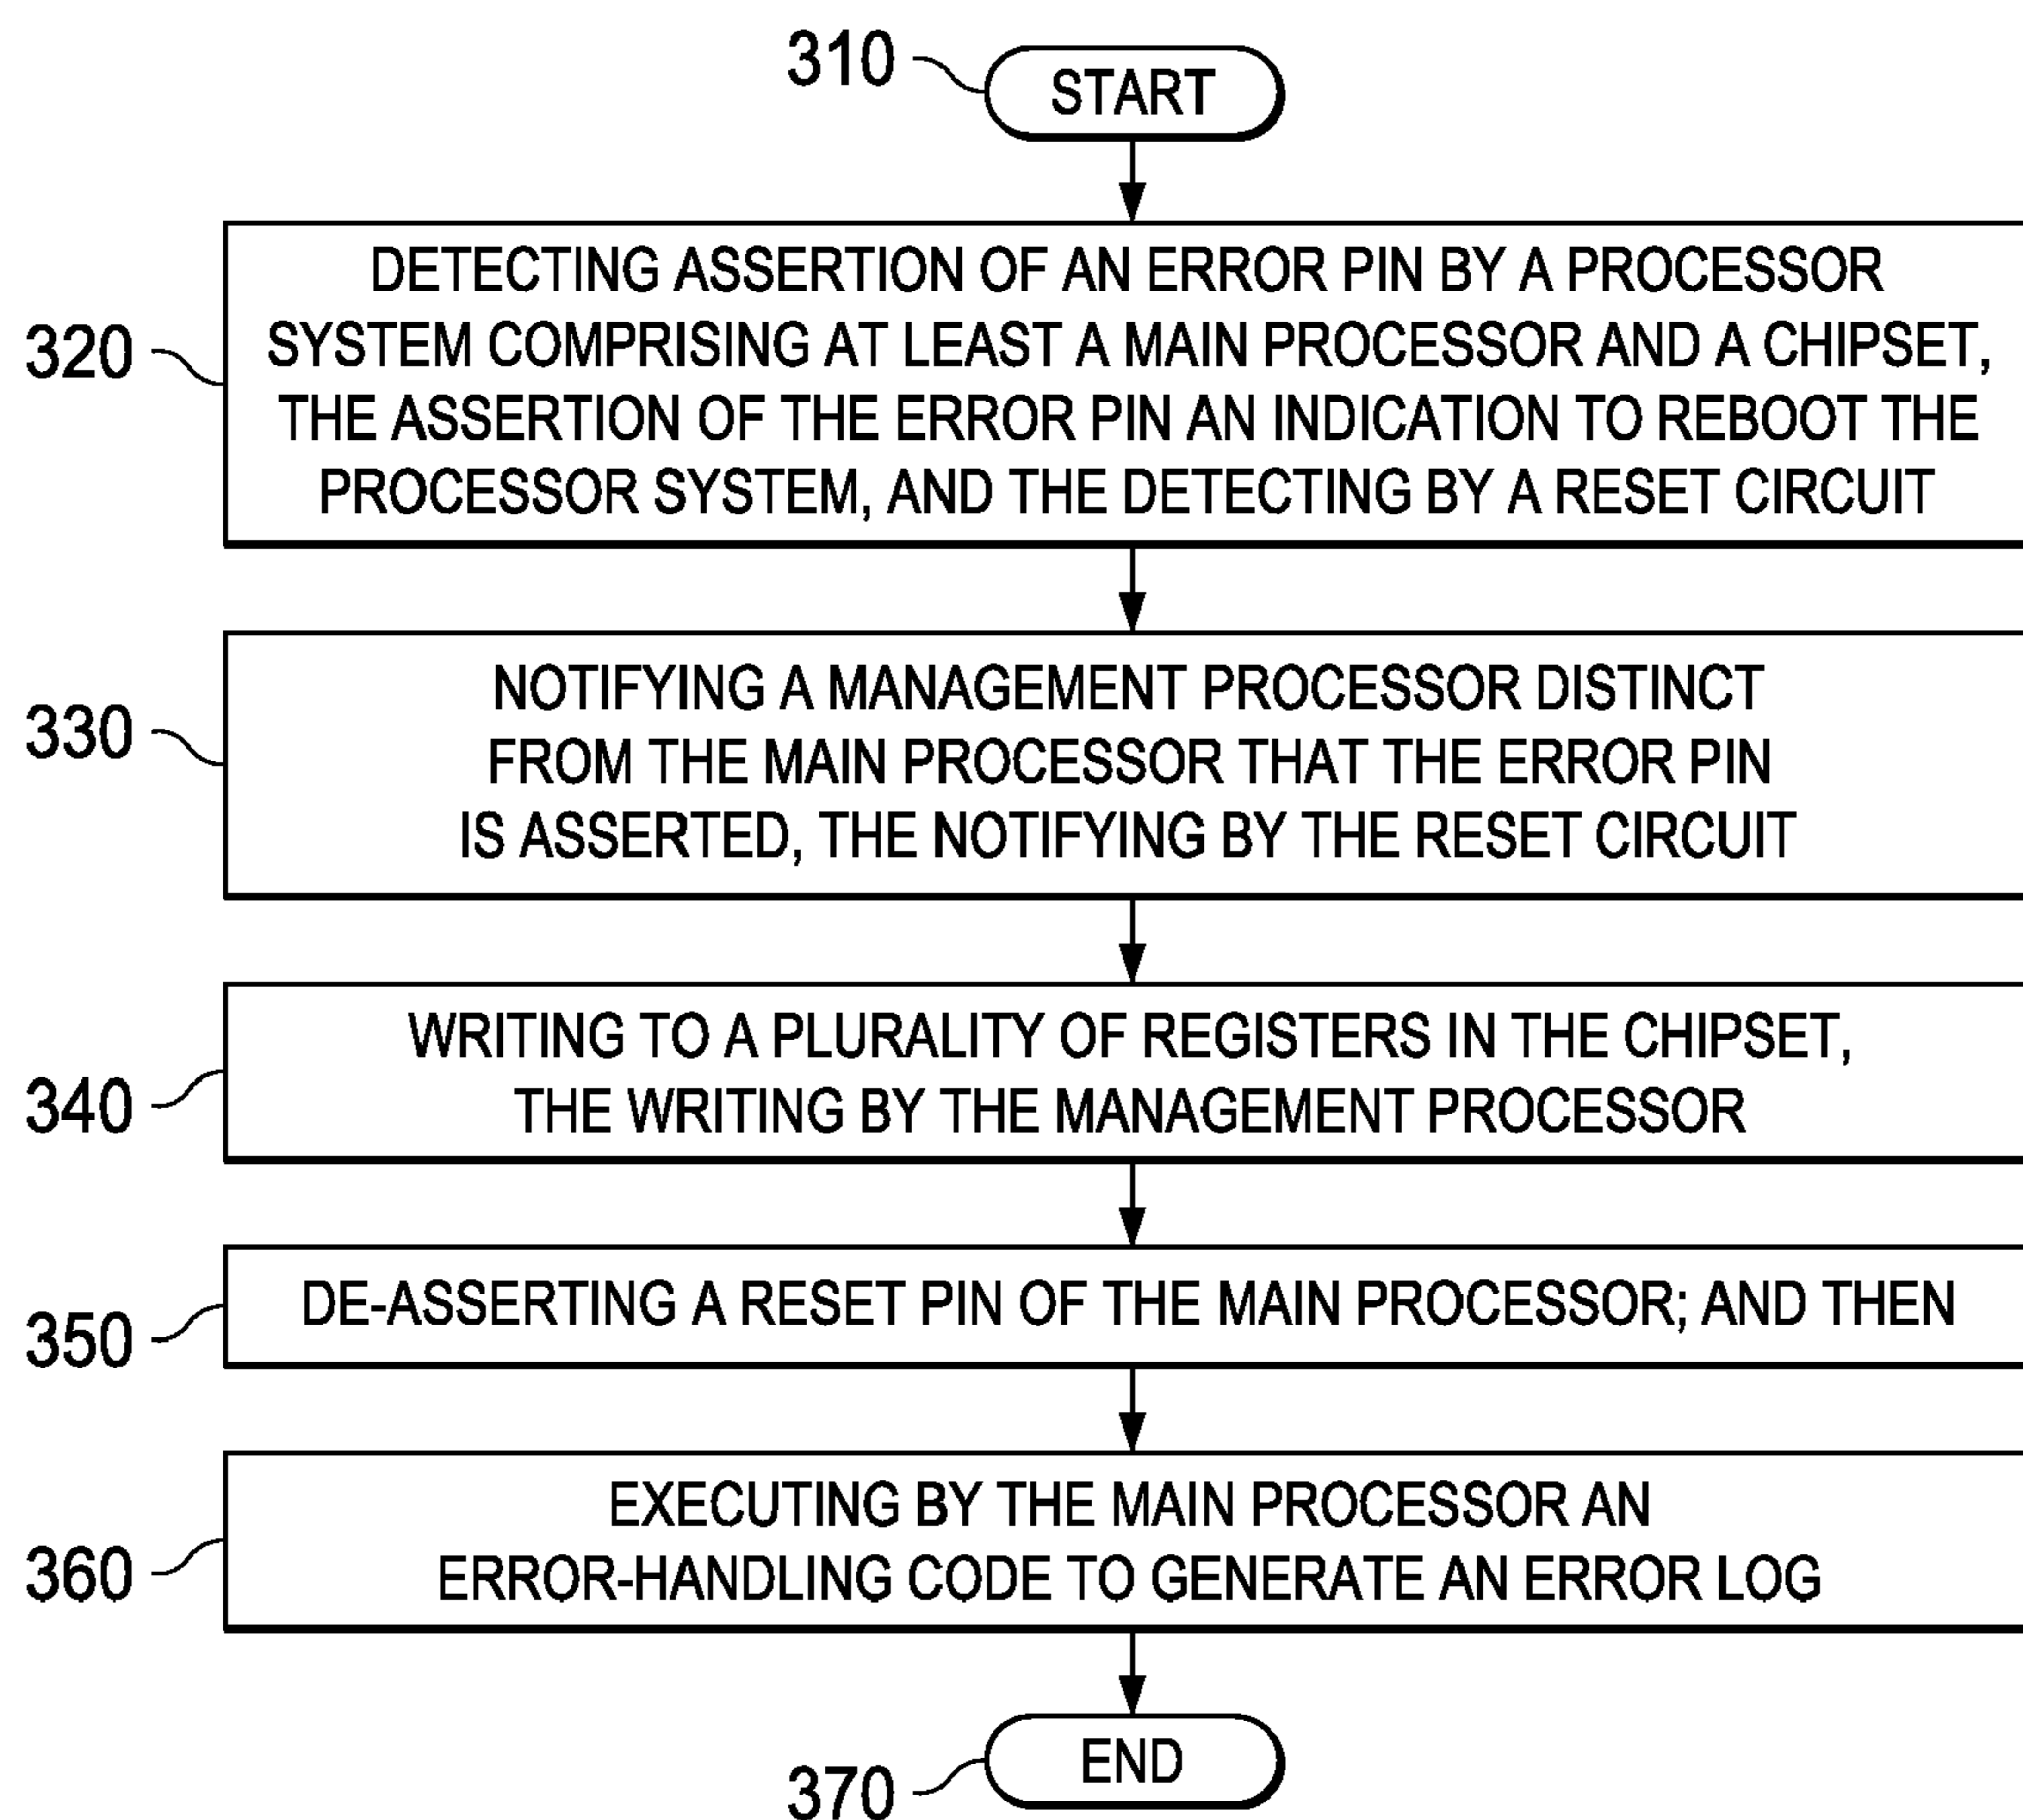 310
START
320
DETECTING ASSERTION OF AN ERROR PIN BY A PROCESSOR
SYSTEM COMPRISING AT LEAST A MAIN PROCESSOR AND A CHIPSET,
THE ASSERTION OF THE ERROR PIN AN INDICATION TO REBOOT THE
PROCESSOR SYSTEM, AND THE DETECTING BY A RESET CIRCUIT
330
NOTIFYING A MANAGEMENT PROCESSOR DISTINCT
FROM THE MAIN PROCESSOR THAT THE ERROR PIN
IS ASSERTED, THE NOTIFYING BY THE RESET CIRCUIT
340
WRITING TO A PLURALITY OF REGISTERS IN THE CHIPSET,
THE WRITING BY THE MANAGEMENT PROCESSOR
350
DE-ASSERTING A RESET PIN OF THE MAIN PROCESSOR; AND THEN
360
EXECUTING BY THE MAIN PROCESSOR AN
ERROR-HANDLING CODE TO GENERATE AN ERROR LOG
370
END